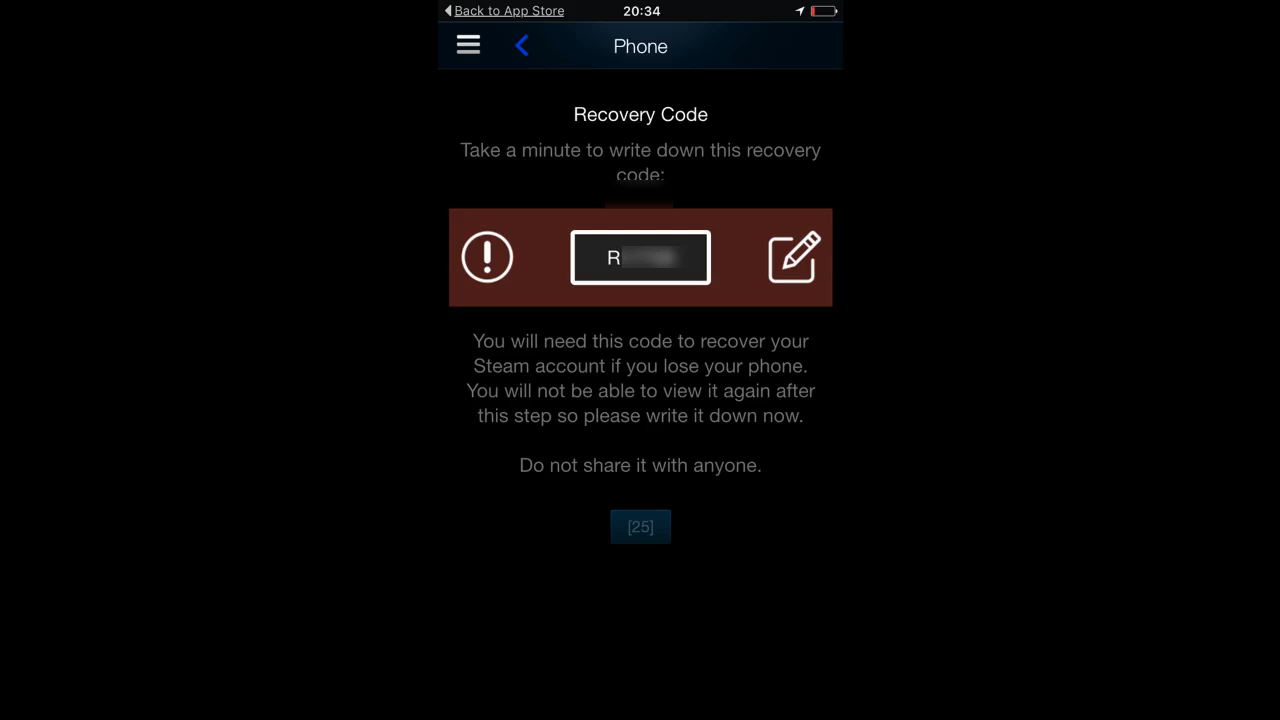 Back to App Store
20:34
Phone
Recovery Code
Take a minute to write down this recovery
code:
R
You will need this code to recover your
Steam account if you lose your phone.
You will not be able to view it again after
this step so please write it down now.
Do not share it with anyone.
[25]